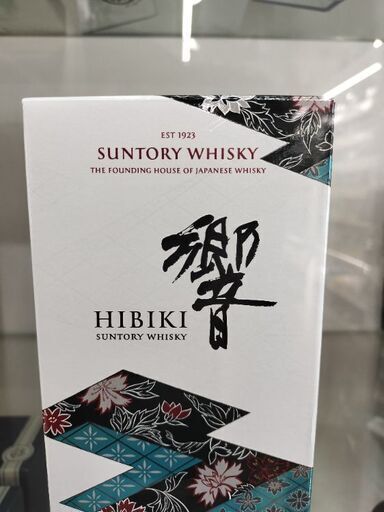 EST 1923
SUNTORY WHISKY
THE FOUNDING HOUSE OF JAPANESE WHISKY
響
HIBIKI
SUNTORY WHISKY